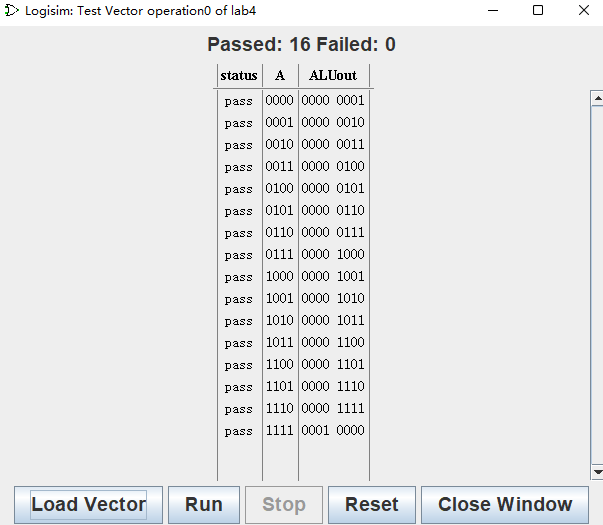 Logisim: Test Vector operation0 of lab4
Passed: 16 Failed: 0
status A ALUout
pass 0000 0000 0001
pass 0001 0000 0010
pass 0010 0000 0011
pass 0011 0000 0100
pass 0100 0000 0101
pass 0101 0000 0110
pass 0110 0000 0111
pass 0111 0000 1000
pass 1000 0000 1001
pass 1001 0000 1010
pass 1010 0000 1011
pass 1011 0000 1100
pass 1100 0000 1101
pass 1101 0000 1110
pass 1110 0000 1111
pass 1111 0001 0000
Load Vector Run Stop Reset Close Window